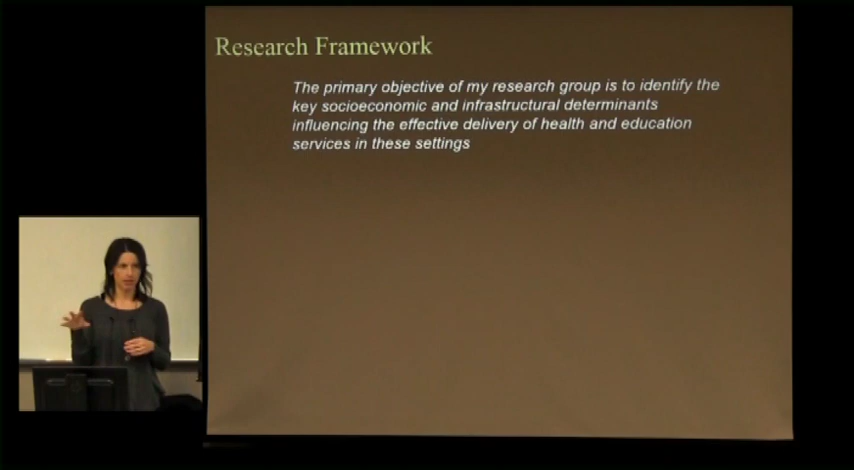 Research Framework
The primary objective of my research group is to identify the
key socioeconomic and infrastructural determinants
influencing the effective delivery of health and education
services in these settings